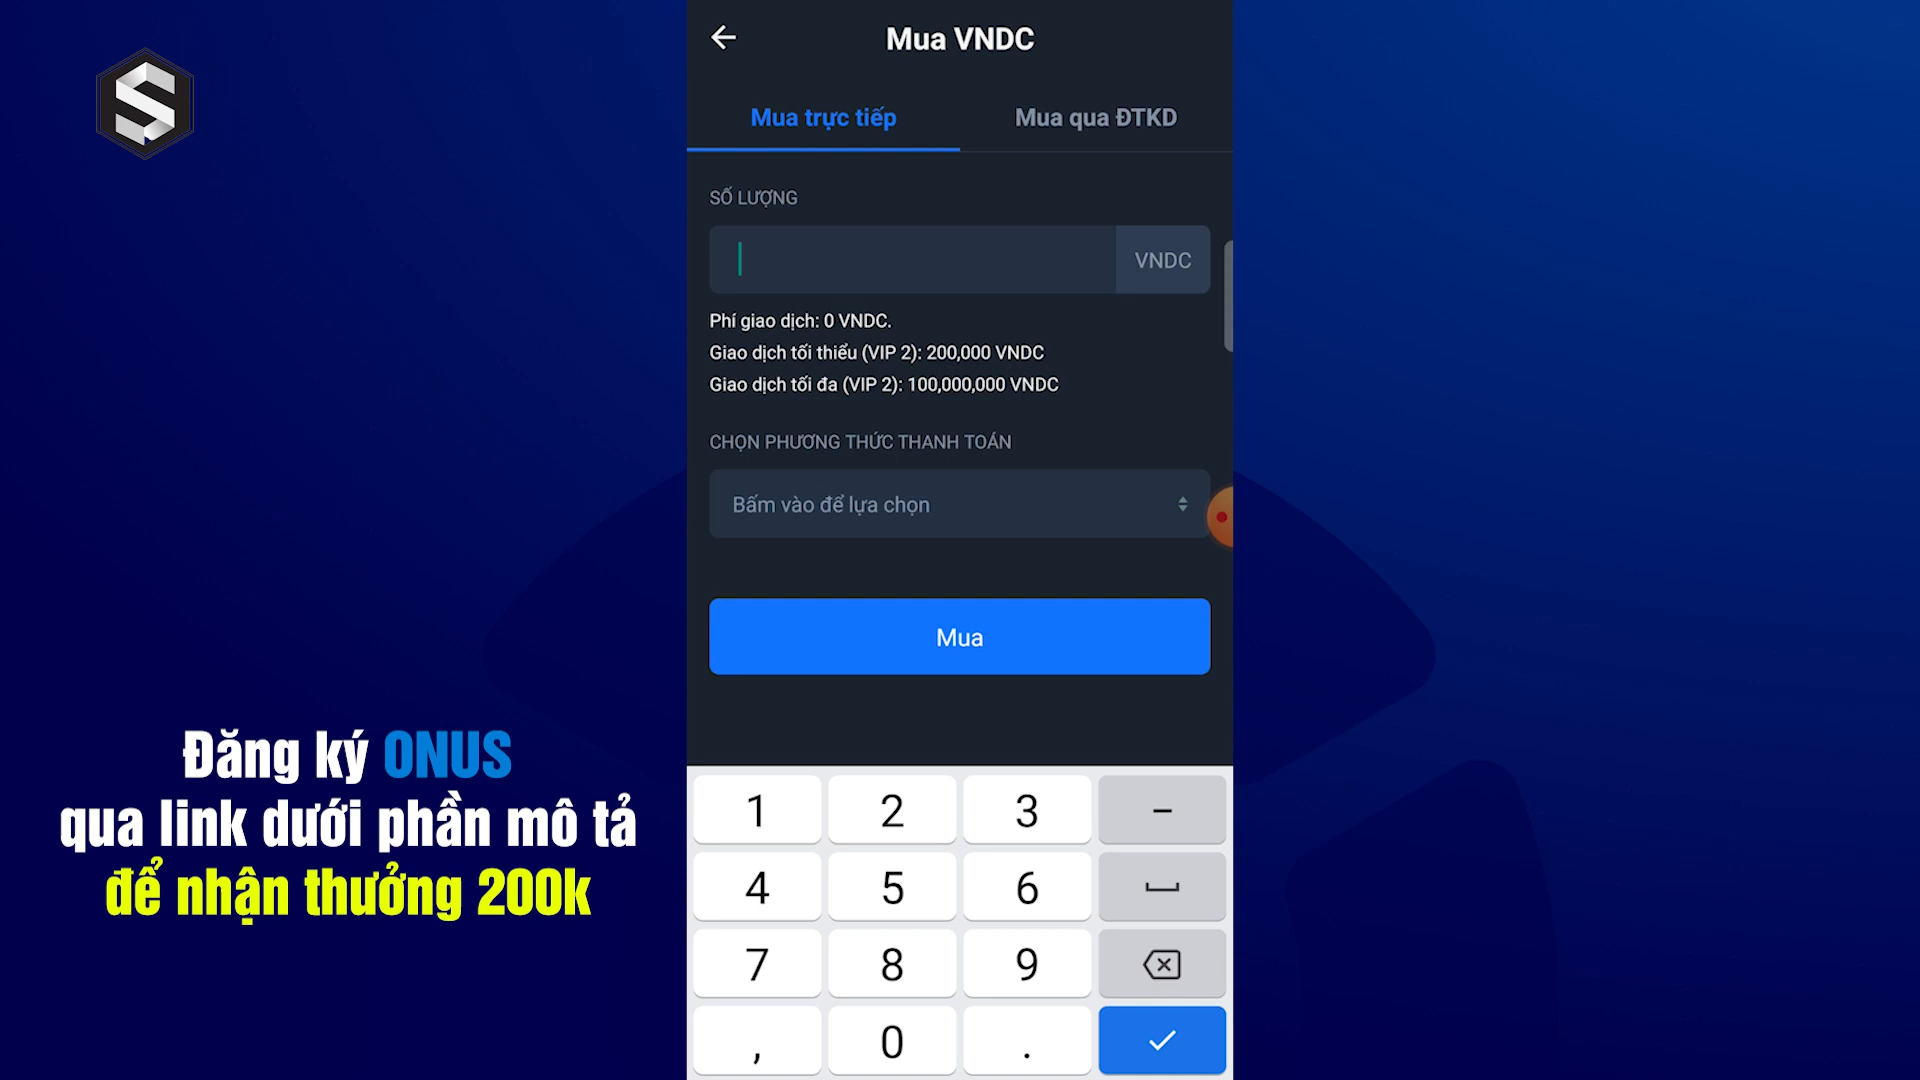 Mua VNDC
Mua trực tiếp
Mua qua ĐTKD
SỐ LƯỢNG
VNDC
Phí giao dịch: 0 VNDC.
Giao dịch tối thiểu (VIP 2): 200,000 VNDC
Giao dịch tối đa (VIP 2): 100,000,000 VNDC
CHỌN PHƯƠNG THỨC THANH TOÁN
Bấm vào để lựa chọn
Mua
Đăng ký ONUS
qua link dưới phần mô tả
để nhận thưởng 200k
1 2 3 –
4 5 6
7 8 9
, 0 .